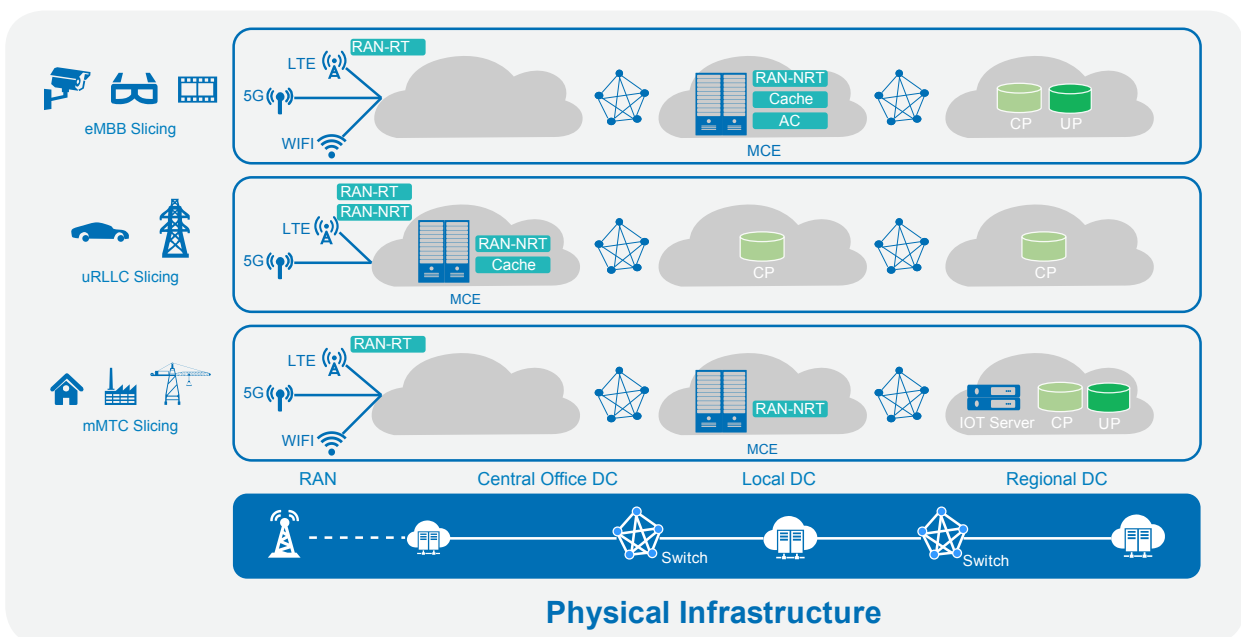 RAN-RT
LTE
5G
WIFI
eMBB Slicing
RAN-NRT
Cache
AC
MCE
CP
UP
RAN-RT
RAN-NRT
LTE
5G
uRLLC Slicing
RAN-NRT
Cache
MCE
CP
CP
RAN-RT
LTE
5G
WIFI
mMTC Slicing
RAN-NRT
MCE
IOT Server
CP
UP
RAN
Central Office DC
Local DC
Regional DC
Switch
Switch
Physical Infrastructure